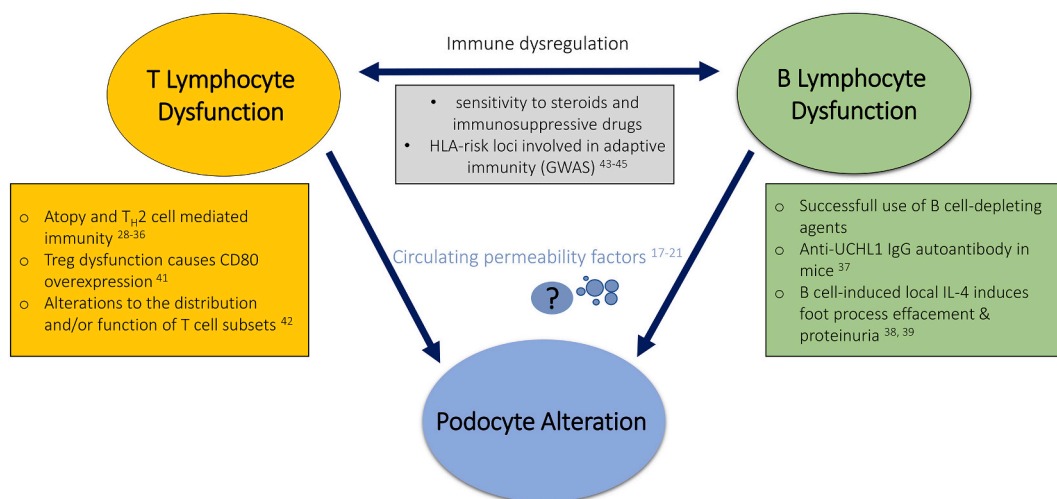 Immune dysregulation
T Lymphocyte
Dysfunction
B Lymphocyte
Dysfunction
• sensitivity to steroids and
immunosuppressive drugs
• HLA-risk loci involved in adaptive
immunity (GWAS) 43-45
o Atopy and TH2 cell mediated
immunity 28-36
o Treg dysfunction causes CD80
overexpression 41
o Alterations to the distribution
and/or function of T cell subsets 42
o Successfull use of B cell-depleting
agents
o Anti-UCHL1 IgG autoantibody in
mice 37
o B cell-induced local IL-4 induces
foot process effacement &
proteinuria 38, 39
Circulating permeability factors 17-21
?
Podocyte Alteration